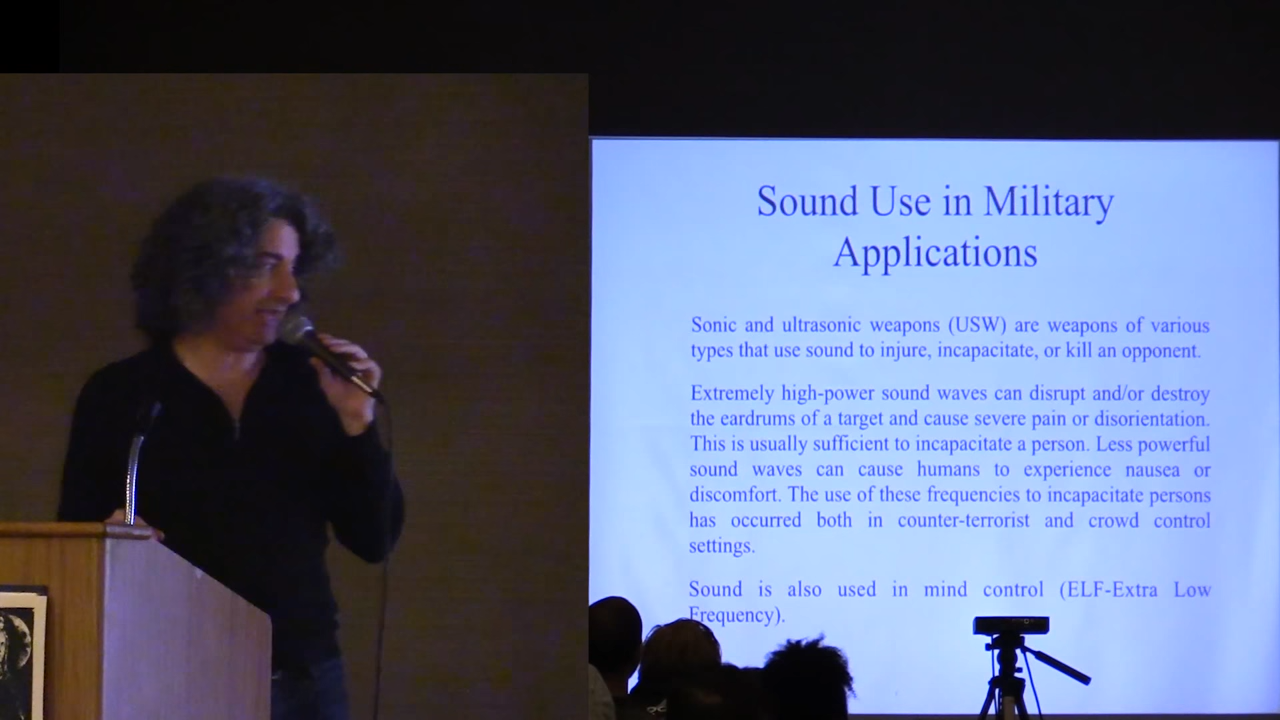 Sound Use in Military
Applications
Sonic and ultrasonic weapons (USW) are weapons of various
types that use sound to injure, incapacitate, or kill an opponent.
Extremely high-power sound waves can disrupt and/or destroy
the eardrums of a target and cause severe pain or disorientation.
This is usually sufficient to incapacitate a person. Less powerful
sound waves can cause humans to experience nausea or
discomfort. The use of these frequencies to incapacitate persons
has occurred both in counter-terrorist and crowd control
settings.
Sound is also used in mind control (ELF-Extra Low
Frequency).